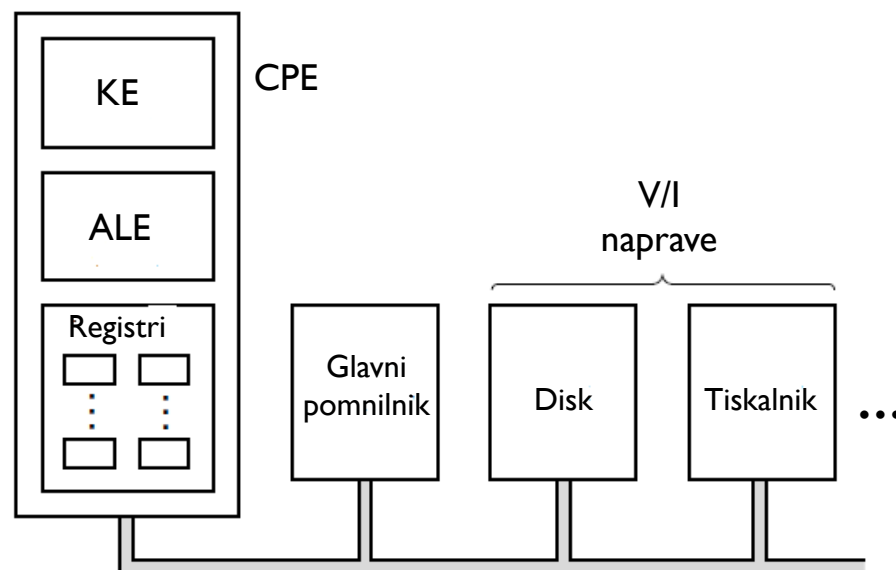 KE
CPE
ALE
Registri
V/I
naprave
Glavni
pomnilnik
Disk
Tiskalnik
...